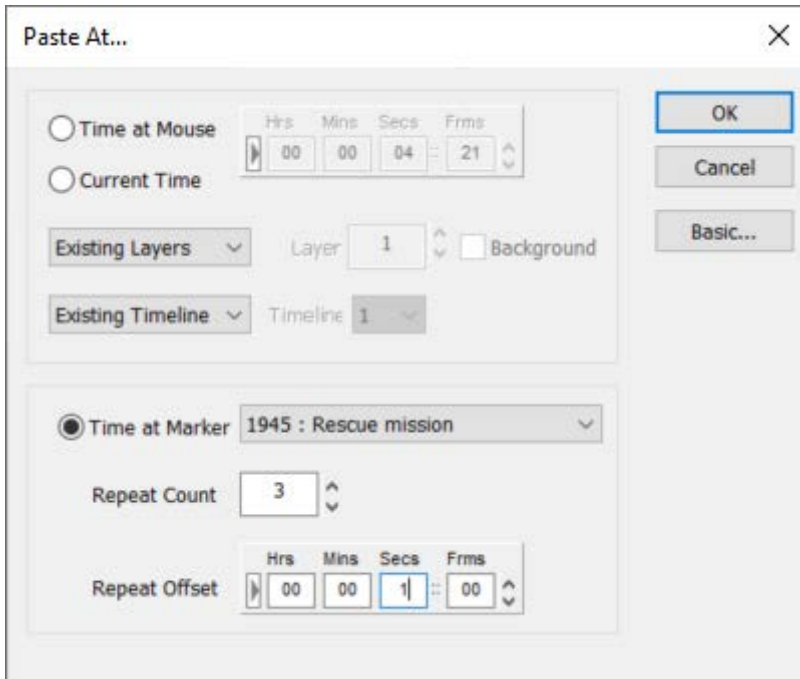 Paste At...
Hrs Mins Secs Frms
Time at Mouse 00 00 04 :: 21
Current Time
Existing Layers Layer 1 Background
Existing Timeline Timeline 1
OK
Cancel
Basic...
Time at Marker 1945 : Rescue mission
Repeat Count 3
Hrs Mins Secs Frms
Repeat Offset 00 00 1 :: 00